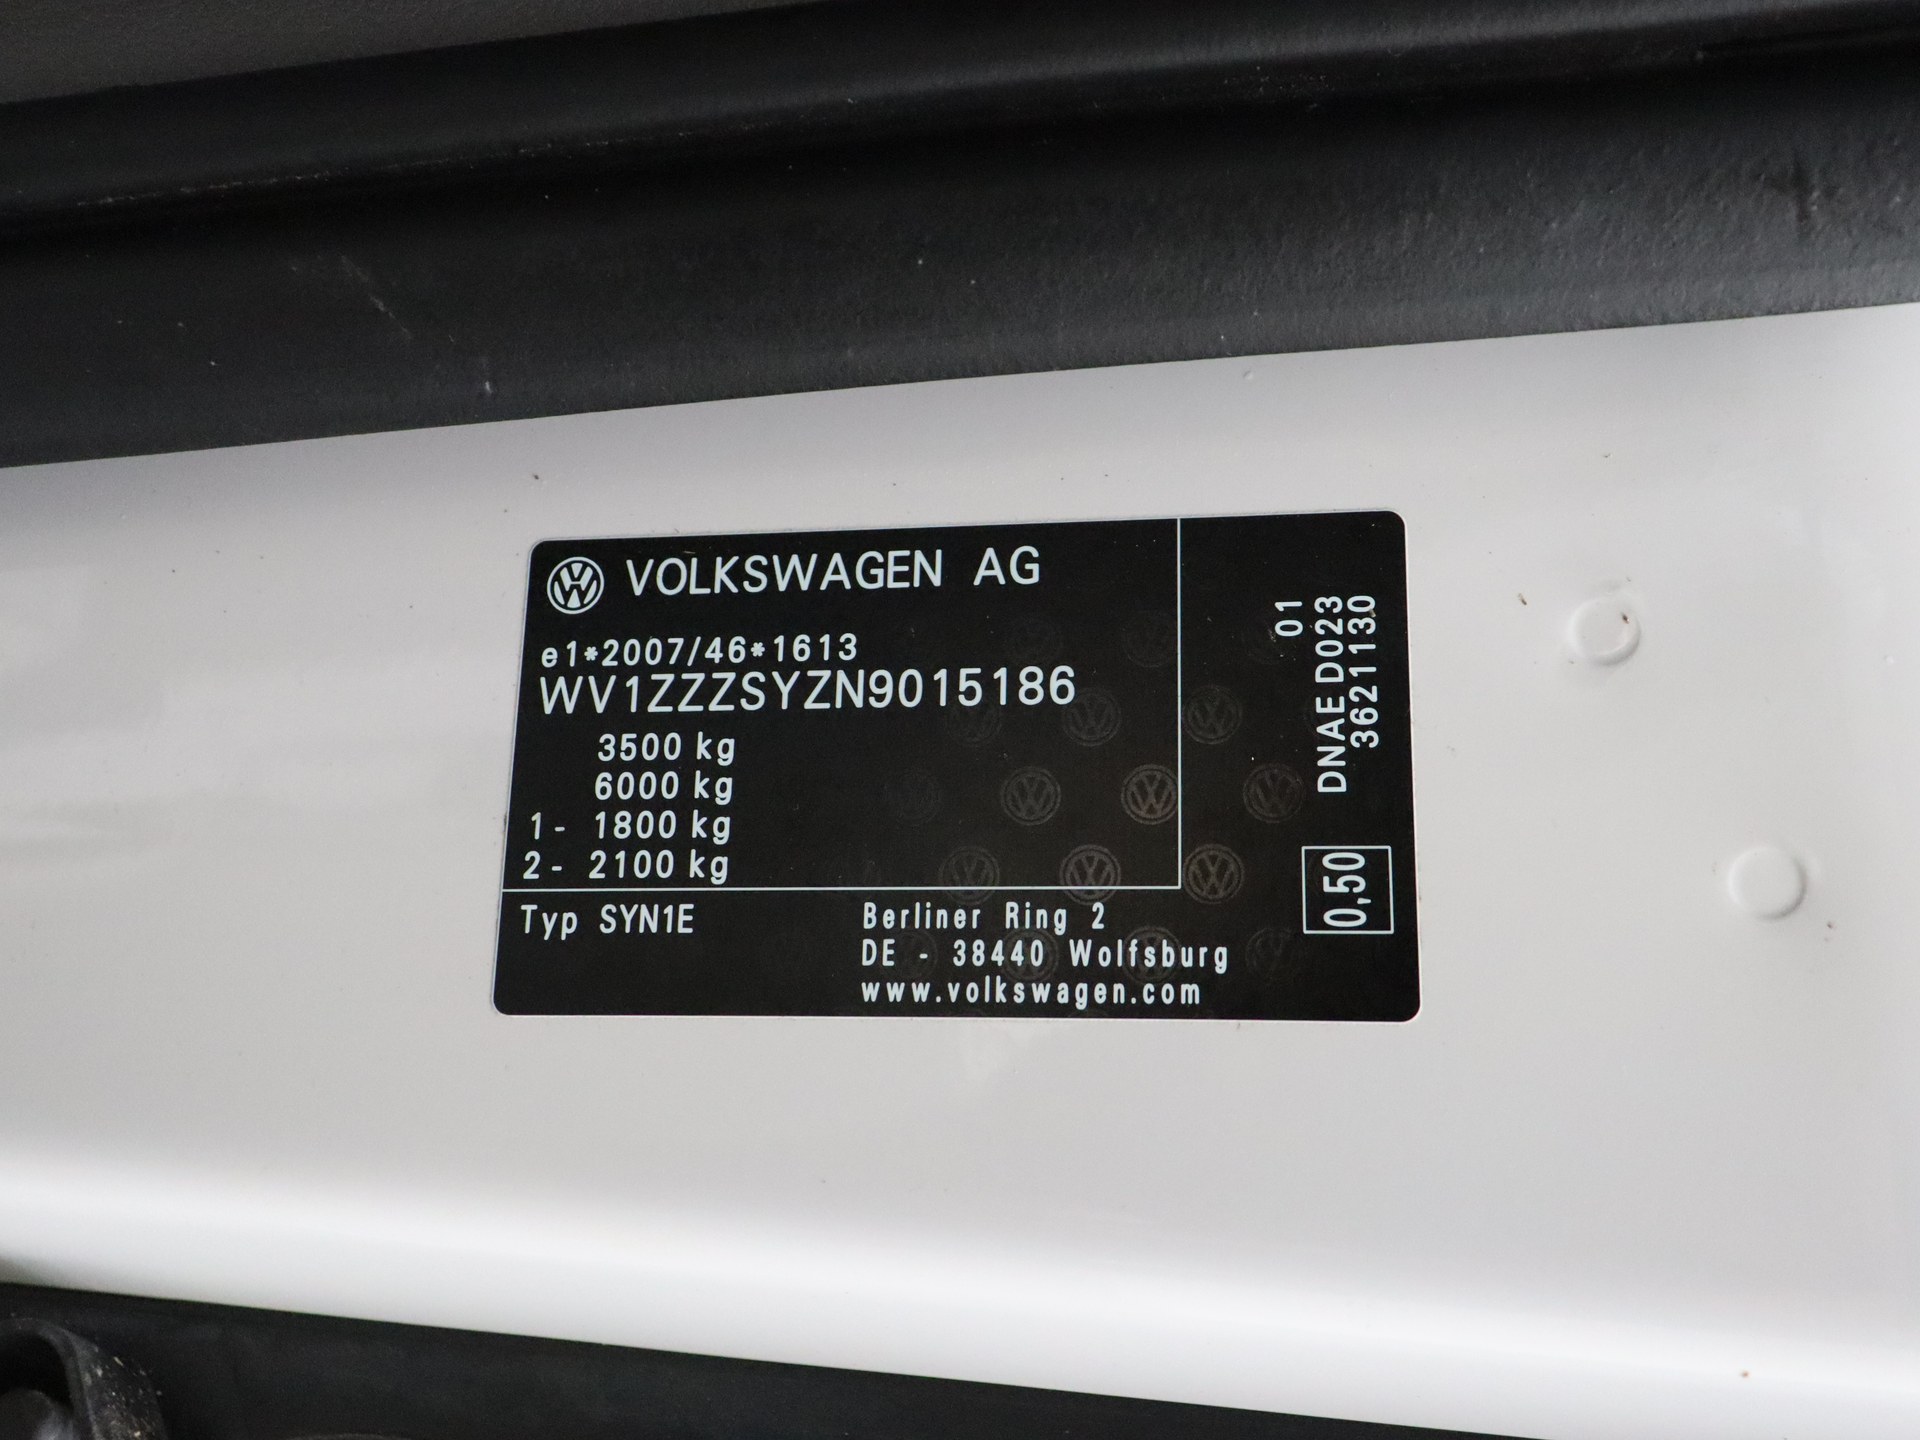 VOLKSWAGEN AG
e1*2007/46*1613
WV1ZZZSYZN9015186
3500 kg
6000 kg
1- 1800 kg
2- 2100 kg
Typ SYN1E
Berliner Ring 2
DE - 38440 Wolfsburg
www.volkswagen.com
01
DNAE D023
3621130
0,50